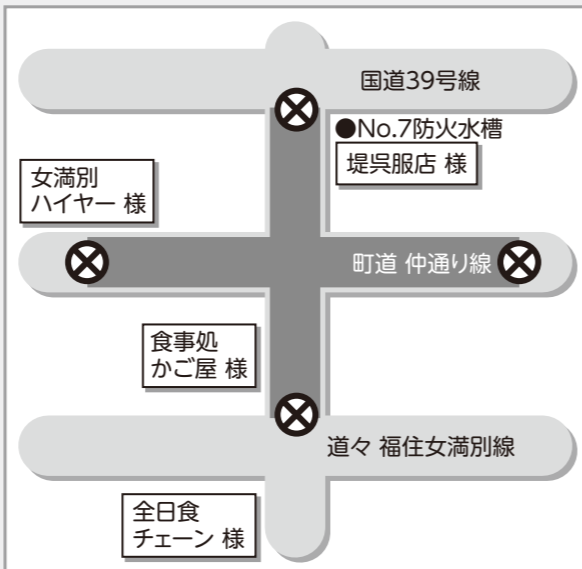 国道39号線
●No.7防火水槽
堤呉服店 様
女満別
ハイヤー 様
町道 仲通り線
食事処
かご屋 様
道々 福住女満別線
全日食
チェーン 様